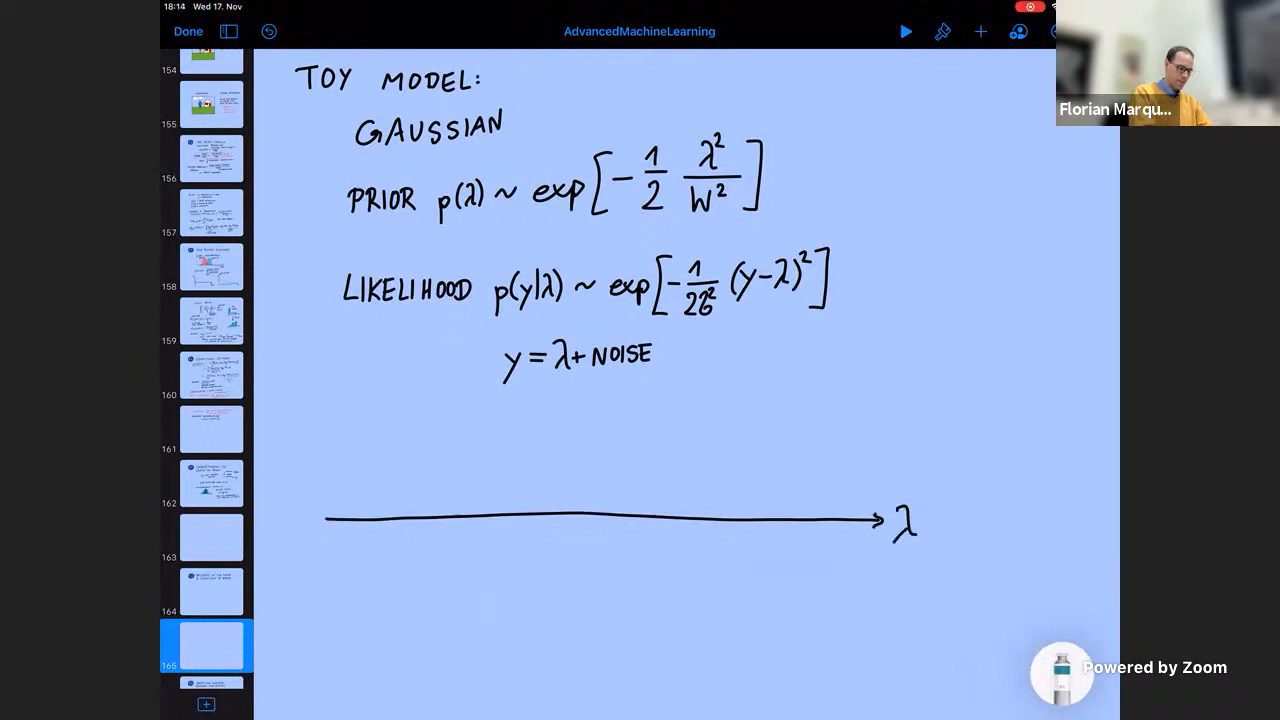 18:14 Wed 17. Nov
Done
AdvancedMachineLearning
Florian Marqu...
TOY MODEL:
GAUSSIAN
PRIOR p(λ) ~ exp[-1/2 λ²/W²]
LIKELIHOOD p(y|λ) ~ exp[-1/2σ² (y-λ)²]
y = λ + NOISE
λ
154
155
156
157
158
159
160
161
162
163
164
165
Powered by Zoom